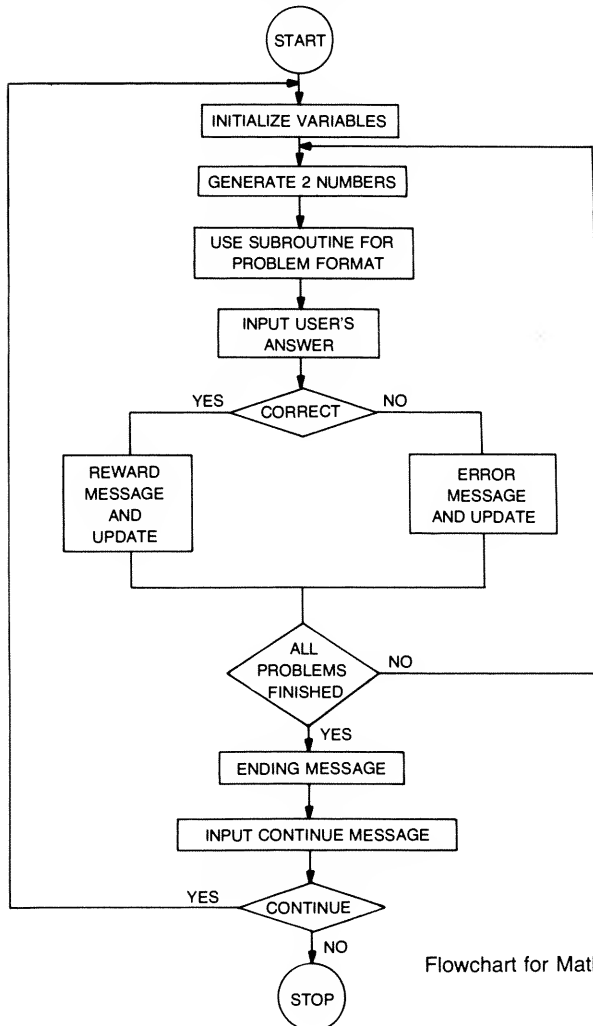 START
INITIALIZE VARIABLES
GENERATE 2 NUMBERS
USE SUBROUTINE FOR
PROBLEM FORMAT
INPUT USER'S
ANSWER
YES
CORRECT
NO
REWARD
MESSAGE
AND
UPDATE
ERROR
MESSAGE
AND UPDATE
ALL
PROBLEMS
FINISHED
NO
YES
ENDING MESSAGE
INPUT CONTINUE MESSAGE
YES
CONTINUE
NO
STOP
Flowchart for Mat